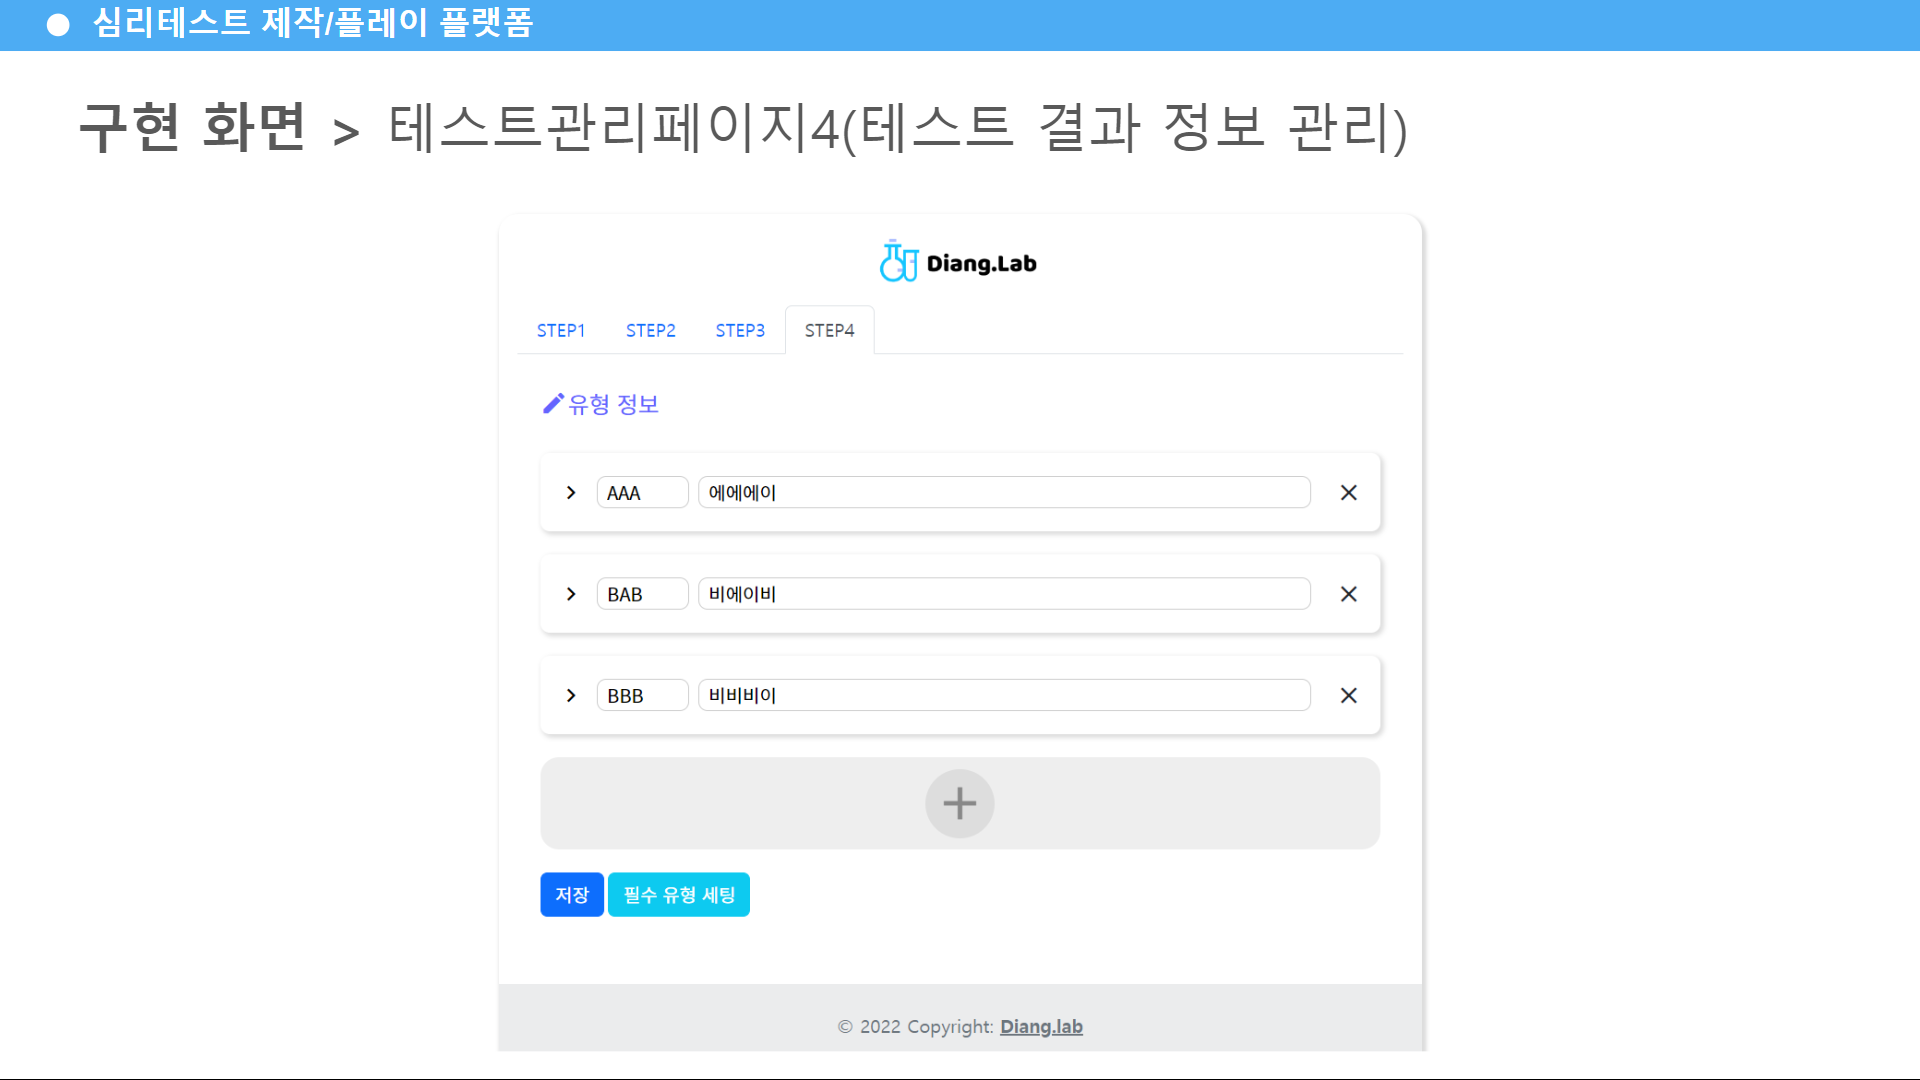 심리테스트 제작/플레이 플랫폼
구현 화면 > 테스트관리페이지4(테스트 결과 정보 관리)
Diang.Lab
STEP1 STEP2 STEP3 STEP4
유형 정보
AAA 에에에이
BAB 비에이비
BBB 비비비이
저장 필수 유형 세팅
© 2022 Copyright: Diang.lab